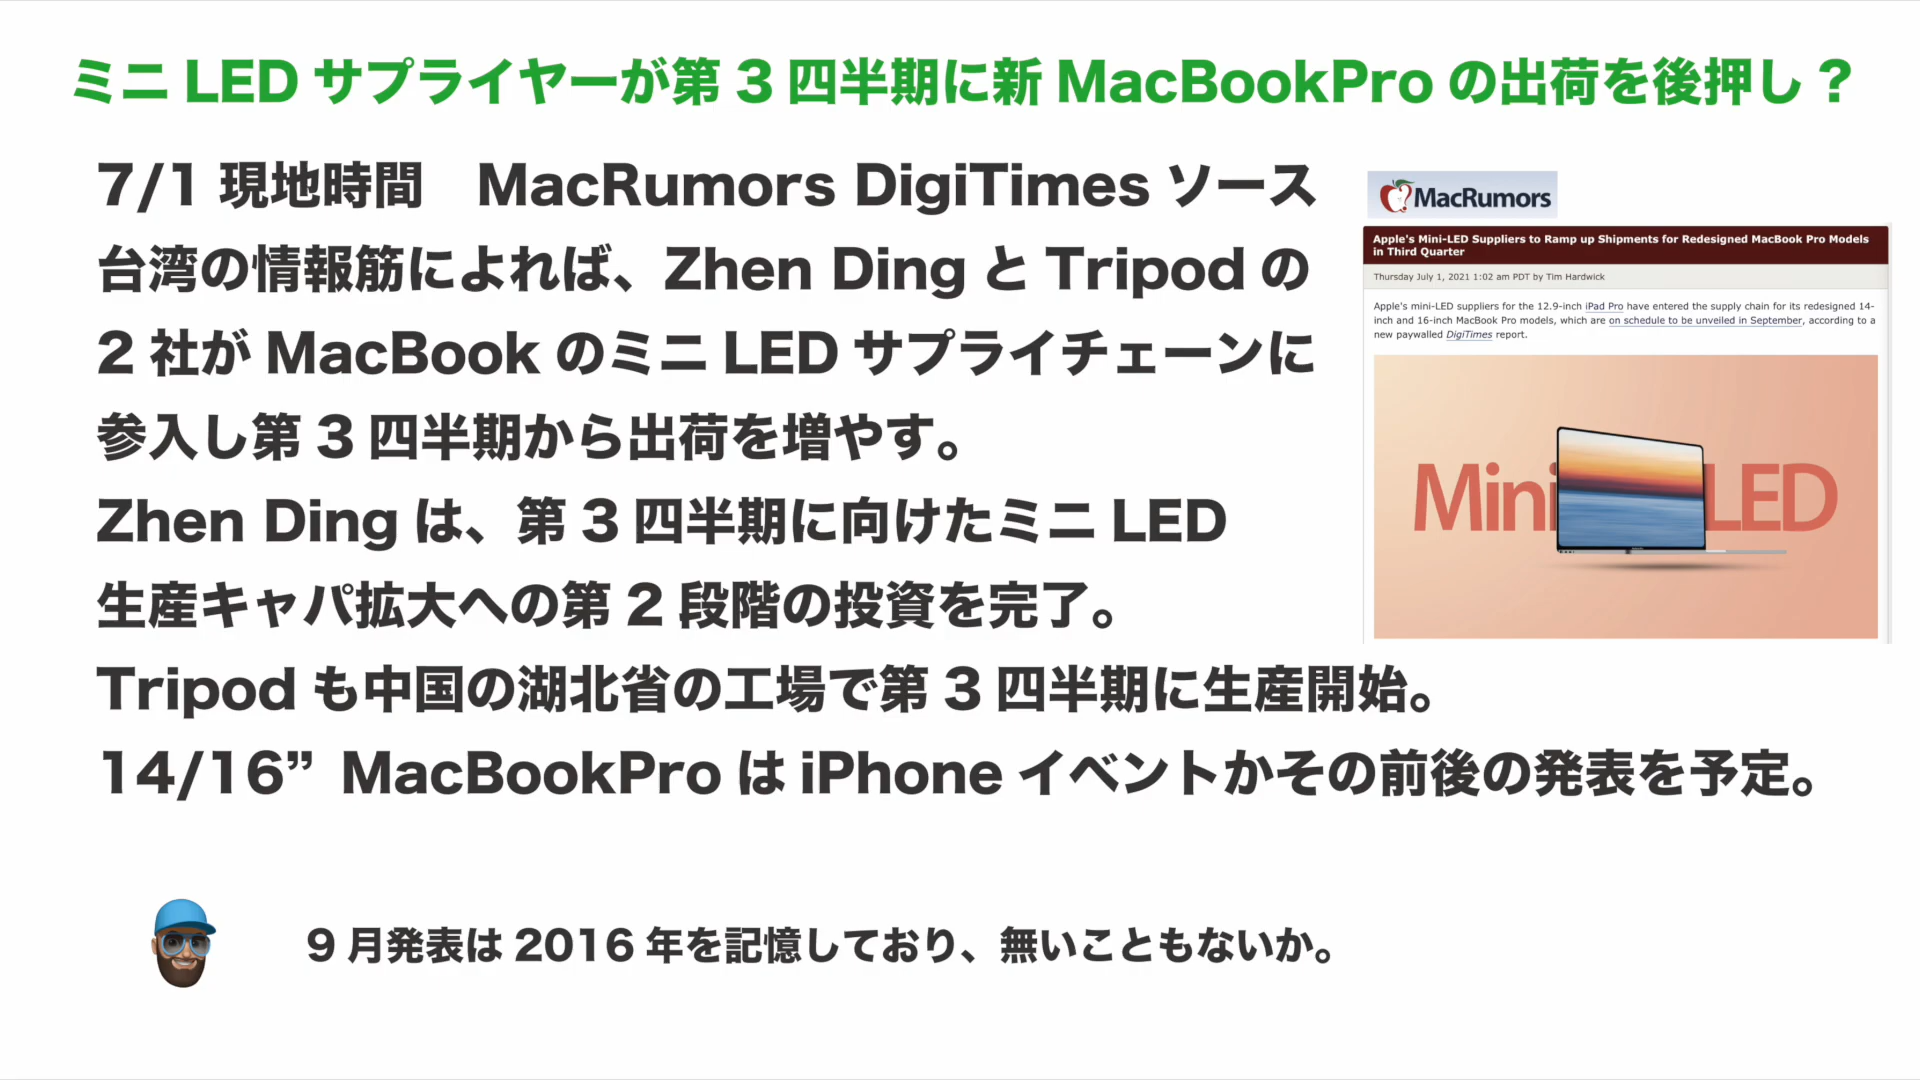 ミニLEDサプライヤーが第3四半期に新MacBookProの出荷を後押し？
7/1 現地時間　MacRumors DigiTimes ソース
台湾の情報筋によれば、Zhen Ding と Tripod の
2 社が MacBook のミニ LED サプライチェーンに
参入し第 3 四半期から出荷を増やす。
Zhen Ding は、第 3 四半期に向けたミニ LED
生産キャパ拡大への第 2 段階の投資を完了。
Tripod も中国の湖北省の工場で第 3 四半期に生産開始。
14/16” MacBookPro は iPhone イベントかその前後の発表を予定。
MacRumors
Apple's Mini-LED Suppliers to Ramp up Shipments for Redesigned MacBook Pro Models
in Third Quarter
Thursday July 1, 2021 1:02 am PDT by Tim Hardwick
Apple's mini-LED suppliers for the 12.9-inch iPad Pro have entered the supply chain for its redesigned 14-
inch and 16-inch MacBook Pro models, which are on schedule to be unveiled in September, according to a
new paywalled DigiTimes report.
Mini LED
9 月発表は 2016 年を記憶しており、無いこともないか。